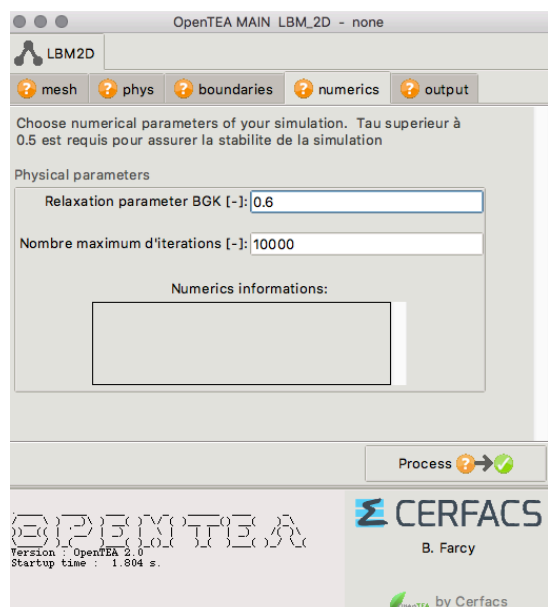 OpenTEA MAIN LBM_2D - none
LBM2D
mesh phys boundaries numerics output
Choose numerical parameters of your simulation. Tau superieur à
0.5 est requis pour assurer la stabilite de la simulation
Physical parameters
Relaxation parameter BGK [-]: 0.6
Nombre maximum d'iterations [-]: 10000
Numerics informations:
Process
OPENTEA
Version : OpenTEA 2.0
Startup time : 1.804 s.
CERFACS
B. Farcy
OpenTEA by Cerfacs